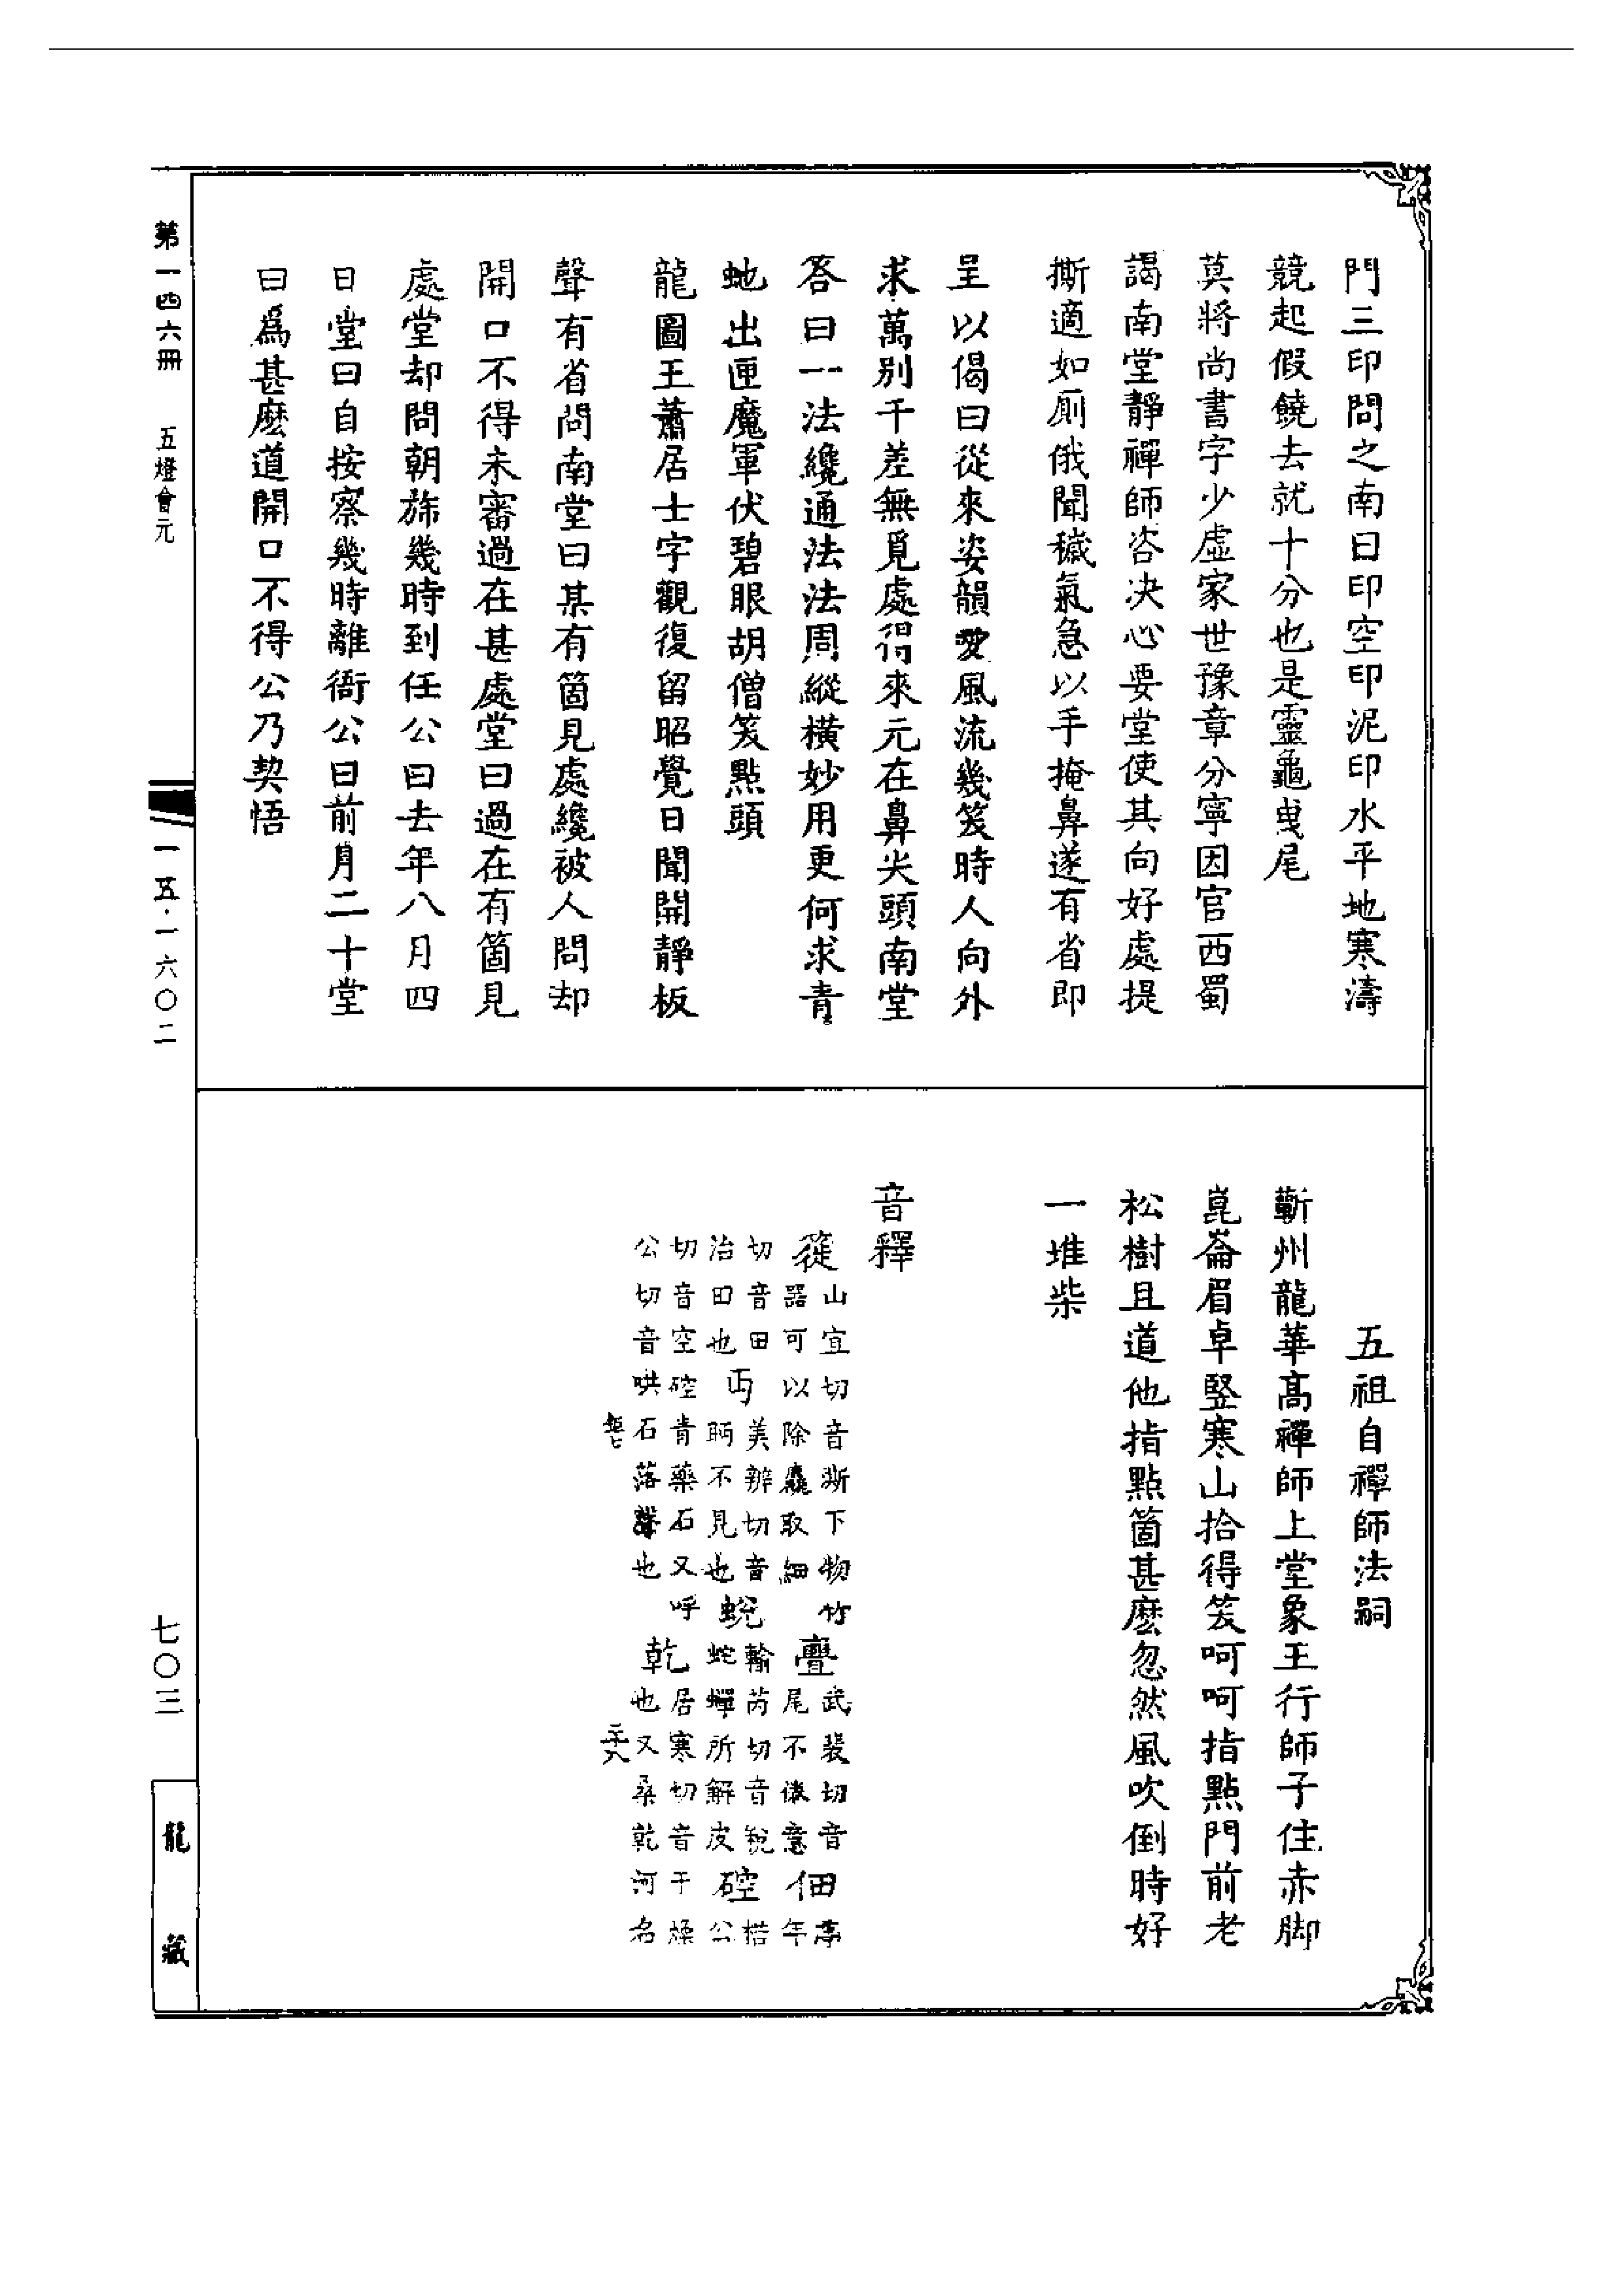 門三印問之南曰印空印泥印水平地寒濤
競起假饒去就十分也是靈龜曳尾
莫將尚書字少虛家世豫章分寧因官西蜀
謁南堂靜禪師咨決心要堂使其向好處提
撕適如厠俄聞穢氣急以手掩鼻遂有省即
呈以偈曰從來姿韻愛風流幾笑時人向外
求萬別千差無覓處得來元在鼻尖頭南堂
答曰一法纔通法法周縱橫妙用更何求青
虵出匣魔軍伏碧眼胡僧笑點頭
龍圖王蕭居士字觀復留昭覺日聞開靜板
聲有省問南堂曰某有箇見處纔被人問却
開口不得未審過在甚處堂曰過在有箇見
處堂却問朝旆幾時到任公曰去年八月四
日堂曰自按察幾時離衙公曰前月二十堂
曰為甚麼道開口不得公乃契悟
五祖自禪師法嗣
蘄州龍華高禪師上堂象王行師子住赤脚
崑崙眉卓竪寒山拾得笑呵呵指點門前老
松樹且道他指點箇甚麼忽然風吹倒時好
一堆柴
音釋
簁山宜切音澌下物竹器可以除麤取細 亹武裴切音尾不倦意 佃亭年
切音田治田也 丏美辨切音眄不見也 蛻輸芮切音稅蛇蟬所解皮 硿楷公
切音空硿青藥石又呼公切音哄石落聲也 乾居寒切音干燥也又桑乾河名
第一四六冊 五燈會元
一一五·一六〇二
七〇三
龍藏